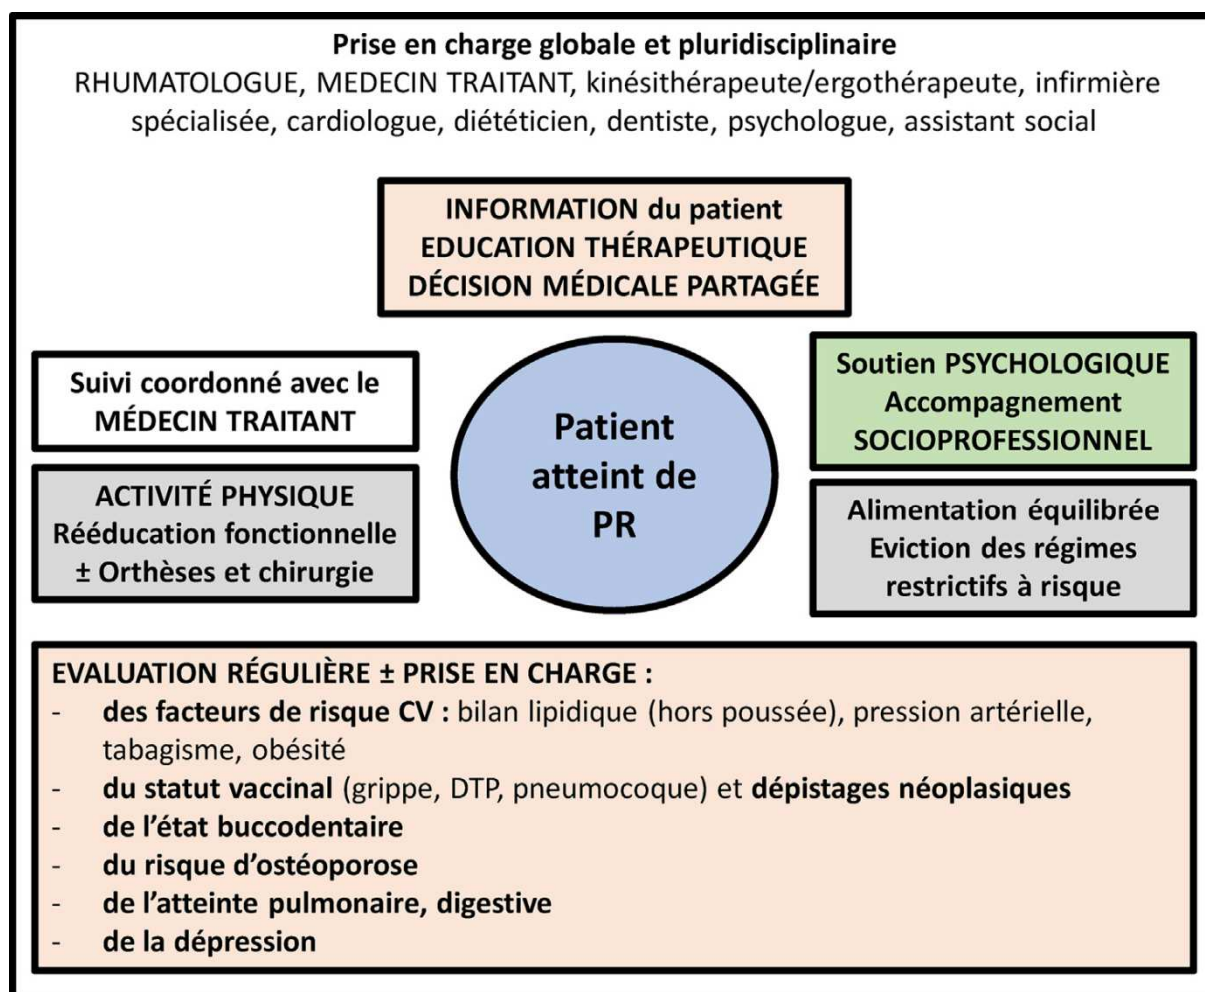 Prise en charge globale et pluridisciplinaire
RHUMATOLOGUE, MEDECIN TRAITANT, kinésithérapeute/ergothérapeute, infirmière
spécialisée, cardiologue, diététicien, dentiste, psychologue, assistant social
INFORMATION du patient
EDUCATION THÉRAPEUTIQUE
DÉCISION MÉDICALE PARTAGÉE
Suivi coordonné avec le
MÉDECIN TRAITANT
Patient
atteint de
PR
Soutien PSYCHOLOGIQUE
Accompagnement
SOCIOPROFESSIONNEL
ACTIVITÉ PHYSIQUE
Rééducation fonctionnelle
± Orthèses et chirurgie
Alimentation équilibrée
Eviction des régimes
restrictifs à risque
EVALUATION RÉGULIÈRE ± PRISE EN CHARGE :
- des facteurs de risque CV : bilan lipidique (hors poussée), pression artérielle,
tabagisme, obésité
- du statut vaccinal (grippe, DTP, pneumocoque) et dépistages néoplasiques
- de l’état buccodentaire
- du risque d’ostéoporose
- de l’atteinte pulmonaire, digestive
- de la dépression